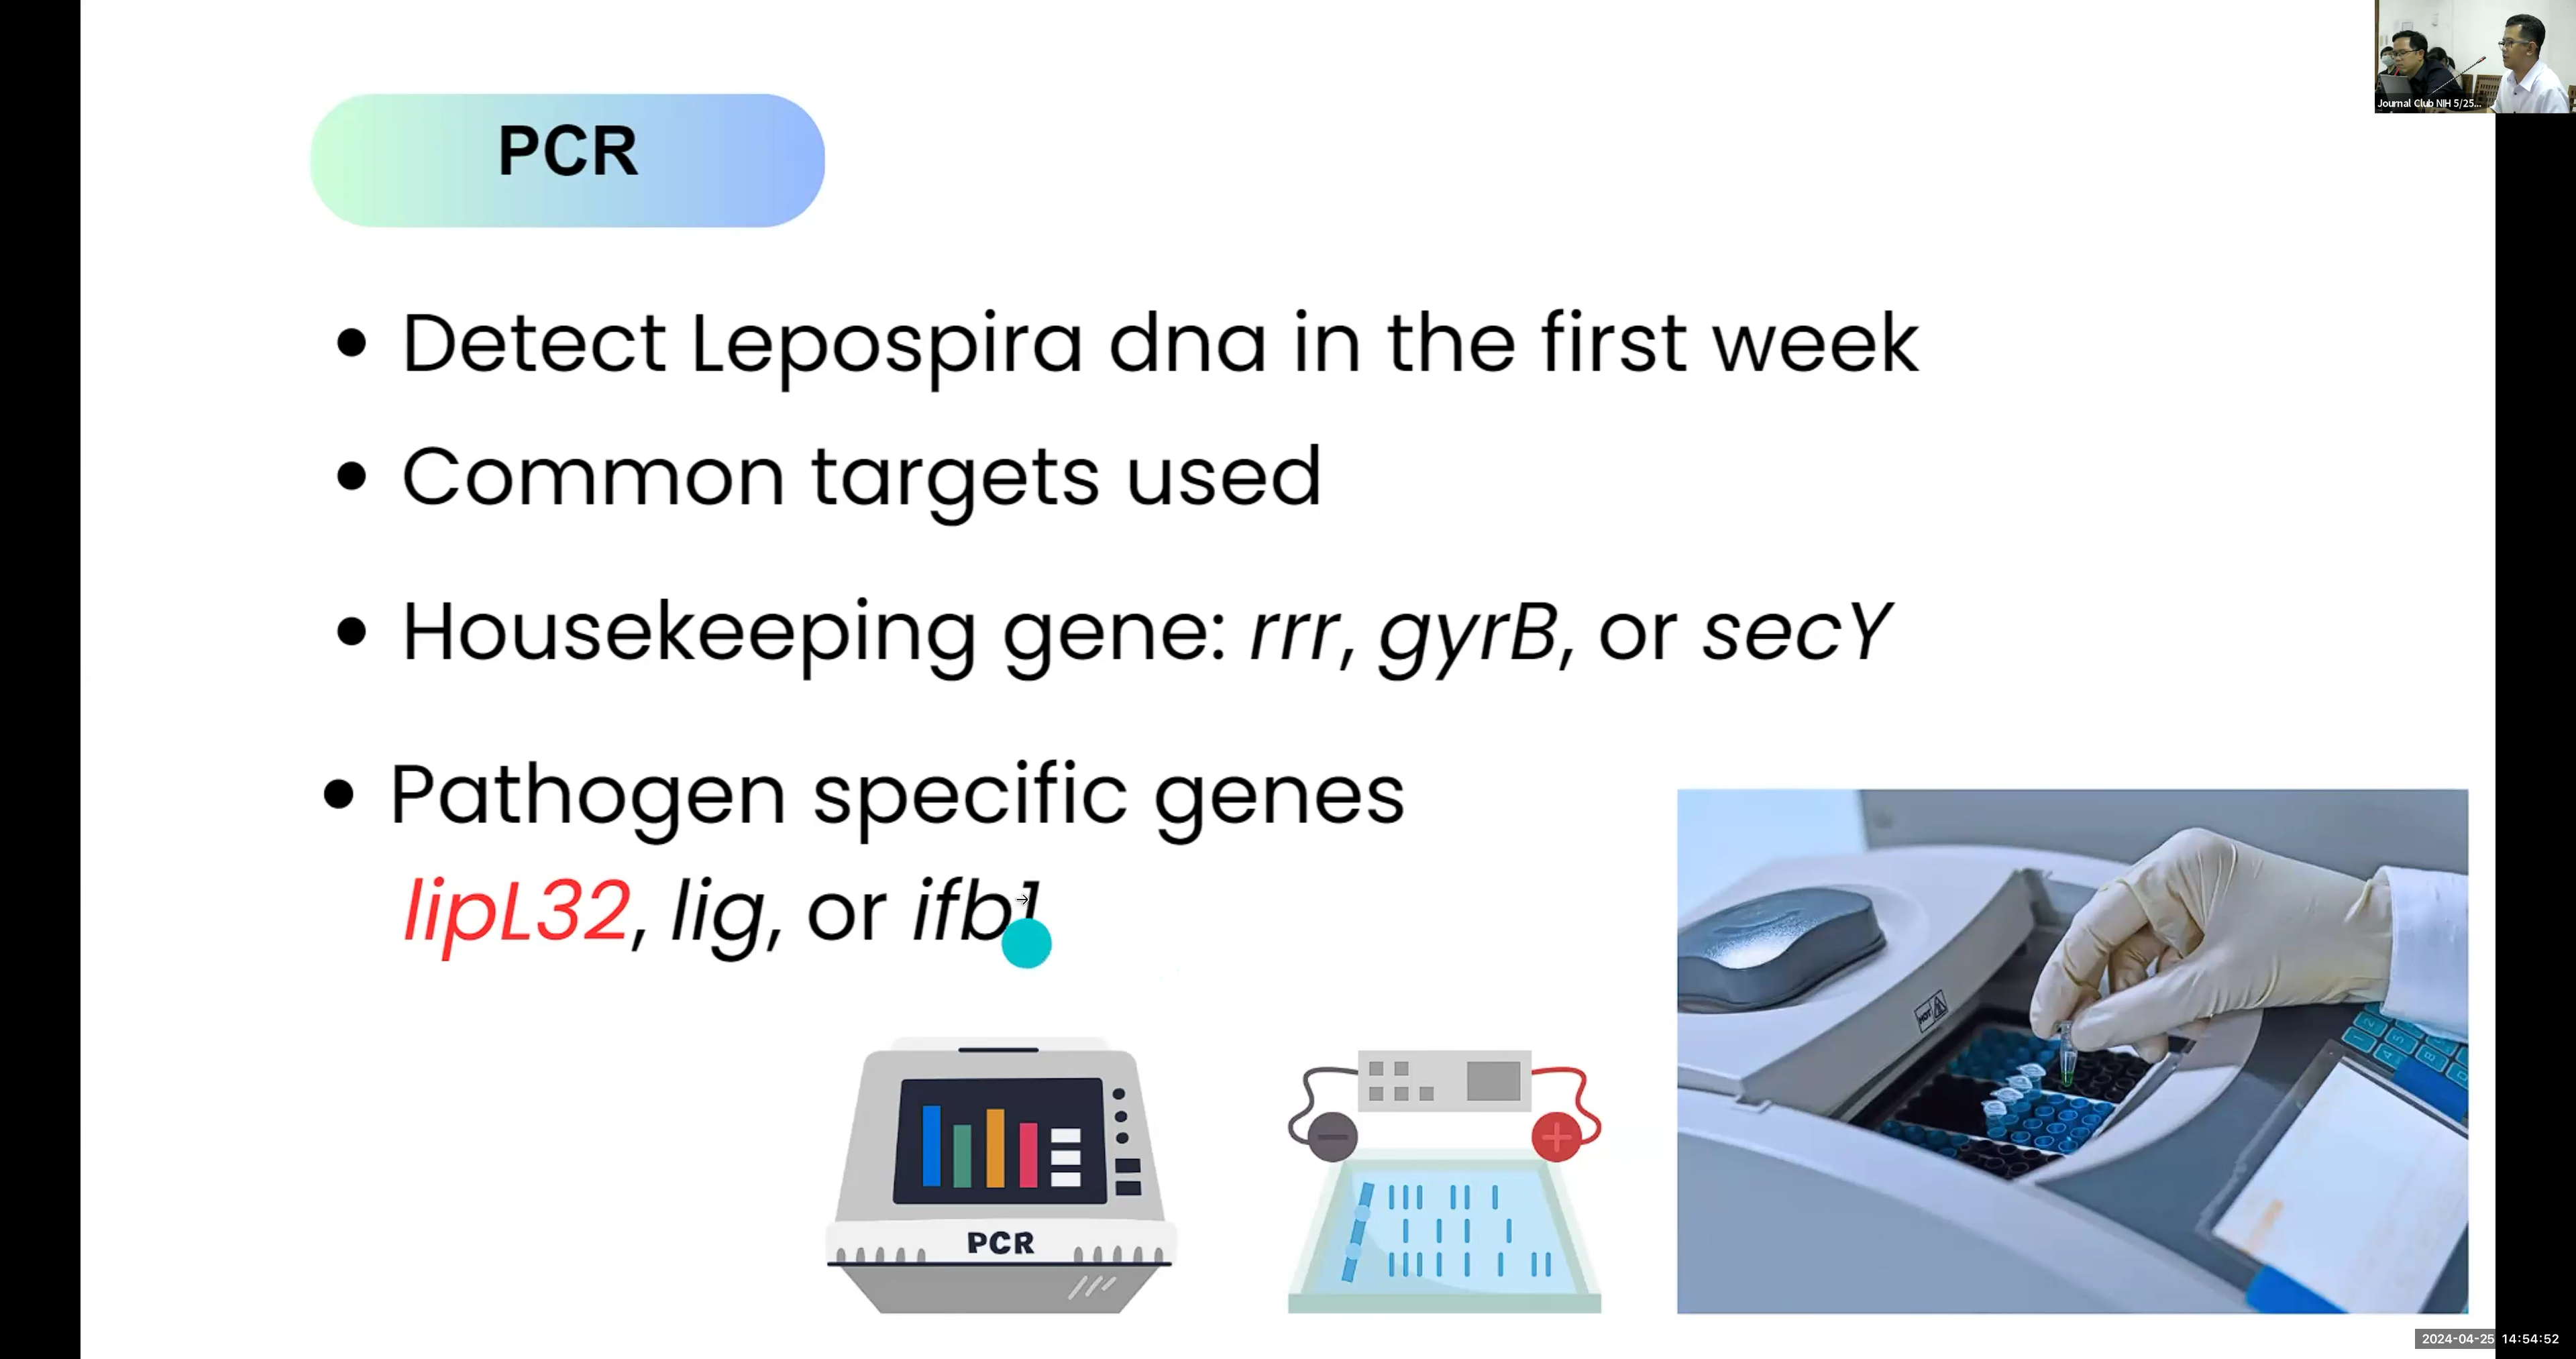 Journal Club NIH 5/25...
PCR
Detect Lepospira dna in the first week
Common targets used
Housekeeping gene: rrr, gyrB, or secY
Pathogen specific genes
lipL32, lig, or ifb1
PCR
HOT
2024-04-25 14:54:52